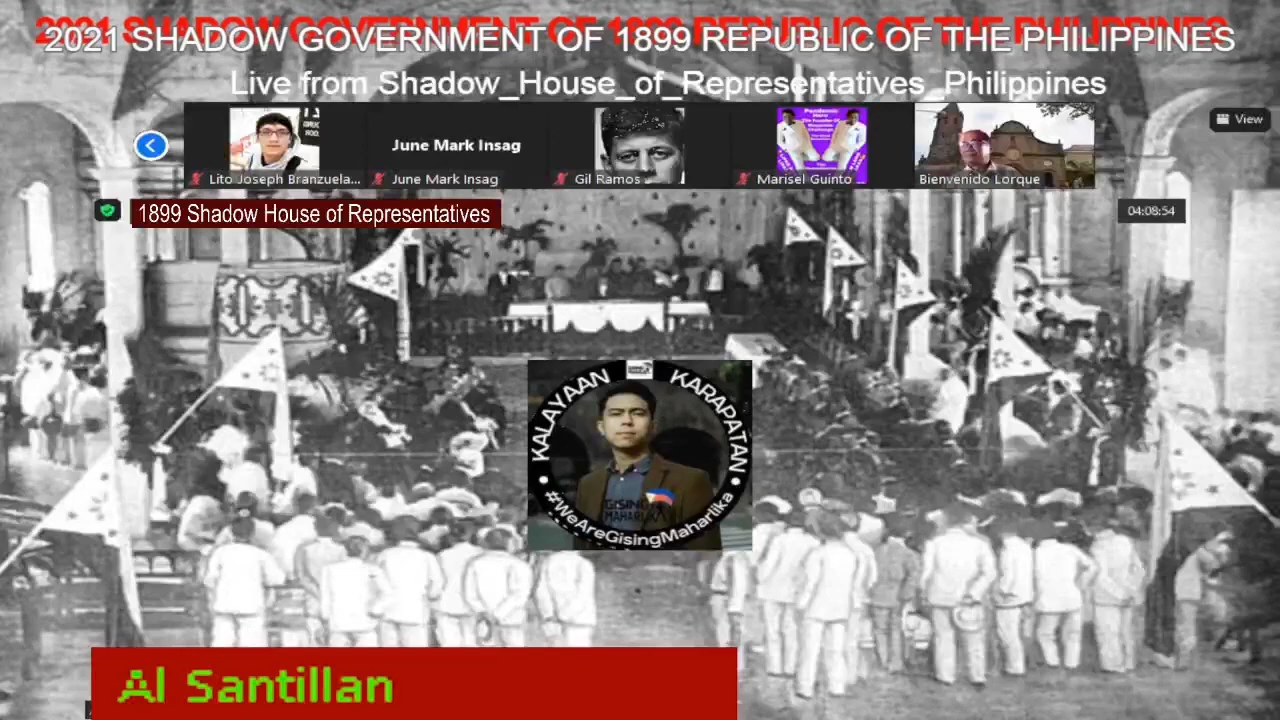 2021 SHADOW GOVERNMENT OF 1899 REPUBLIC OF THE PHILIPPINES
Live from Shadow_House_of_Representatives_Philippines
View
June Mark Insag
Lito Joseph Branzuela...
June Mark Insag
Gil Ramos
Marisel Guinto
Bienvenido Lorque
1899 Shadow House of Representatives
04:08:54
KALAYAAN
KARAPATAN
GISING
MAHARLIKA
#WeAreGisingMaharlika
Al Santillan